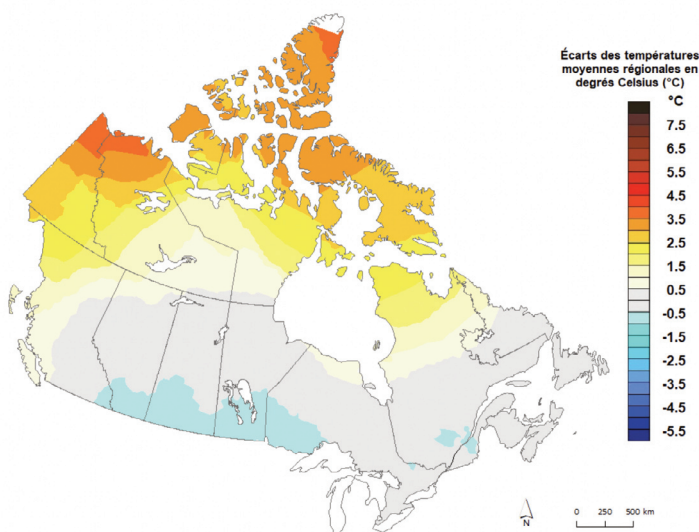 Écarts des températures
moyennes régionales en
degrés Celsius (°C)
°C
7.5
6.5
5.5
4.5
3.5
2.5
1.5
0.5
-0.5
-1.5
-2.5
-3.5
-4.5
-5.5
N
0 250 500 km